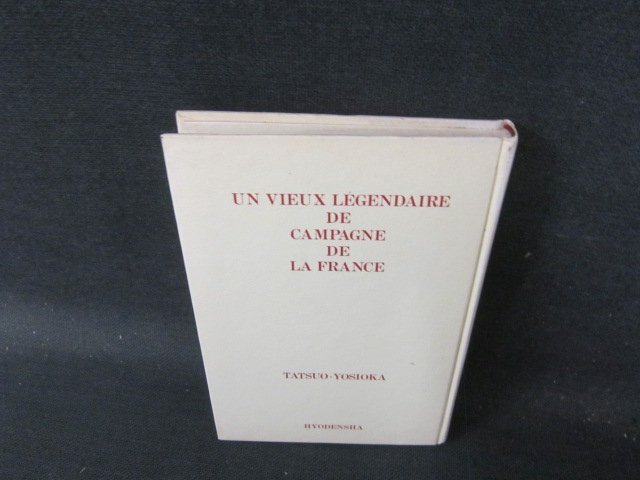 UN VIEUX LÉGENDAIRE
DE
CAMPAGNE
DE
LA FRANCE
TATSUO·YOSIOKA
HYODENSHA